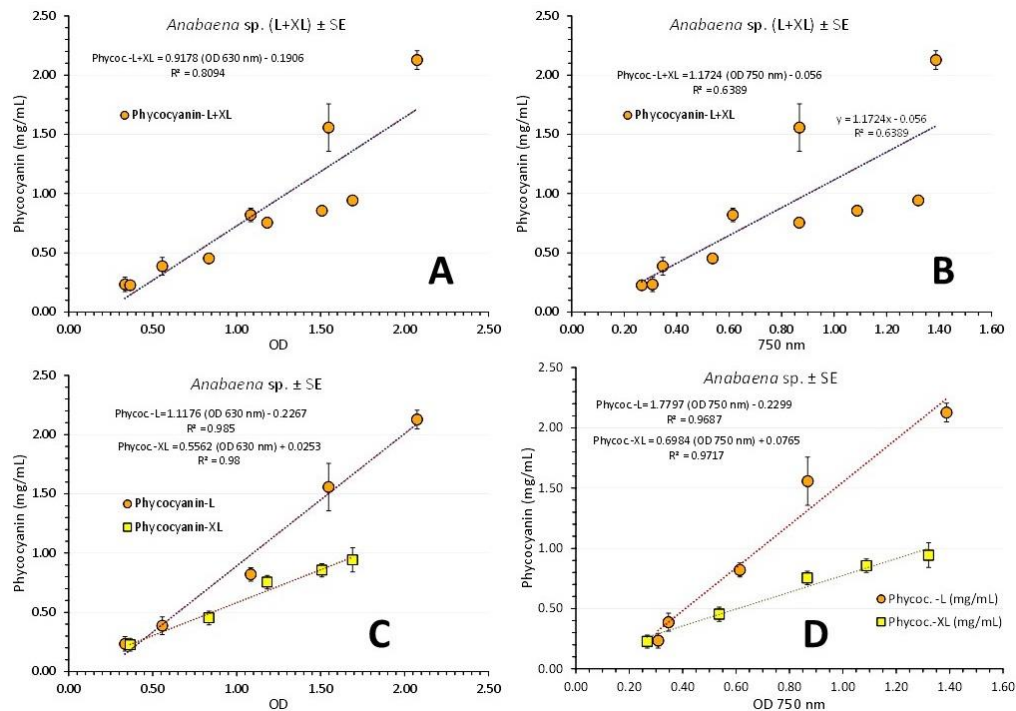 Anabaena sp. (L+XL) ± SE
Phycoc.-L+XL = 0.9178 (OD 630 nm) - 0.1906
R² = 0.8094
Phycocyanin-L+XL
Phycocyanin (mg/mL)
2.50
2.00
1.50
1.00
0.50
0.00
A
0.00 0.50 1.00 1.50 2.00 2.50
OD
Anabaena sp. (L+XL) ± SE
Phycoc.-L+XL = 1.1724 (OD 750 nm) - 0.056
R² = 0.6389
Phycocyanin-L+XL
y = 1.1724x - 0.056
R² = 0.6389
Phycocyanin (mg/mL)
2.50
2.00
1.50
1.00
0.50
0.00
B
0.00 0.20 0.40 0.60 0.80 1.00 1.20 1.40 1.60
750 nm
Anabaena sp. ± SE
Phycoc.-L= 1.1176 (OD 630 nm) - 0.2267
R² = 0.985
Phycoc.-XL = 0.5562 (OD 630 nm) + 0.0253
R² = 0.98
Phycocyanin-L
Phycocyanin-XL
Phycocyanin (mg/mL)
2.50
2.00
1.50
1.00
0.50
0.00
C
0.00 0.50 1.00 1.50 2.00 2.50
OD
Anabaena sp. ± SE
Phycoc.-L= 1.7797 (OD 750 nm) - 0.2299
R² = 0.9687
Phycoc.-XL = 0.6984 (OD 750 nm) + 0.0765
R² = 0.9717
Phycocyanin (mg/mL)
2.50
2.00
1.50
1.00
0.50
0.00
Phycoc. -L (mg/mL)
Phycoc.-XL (mg/mL)
D
0.00 0.20 0.40 0.60 0.80 1.00 1.20 1.40 1.60
OD 750 nm